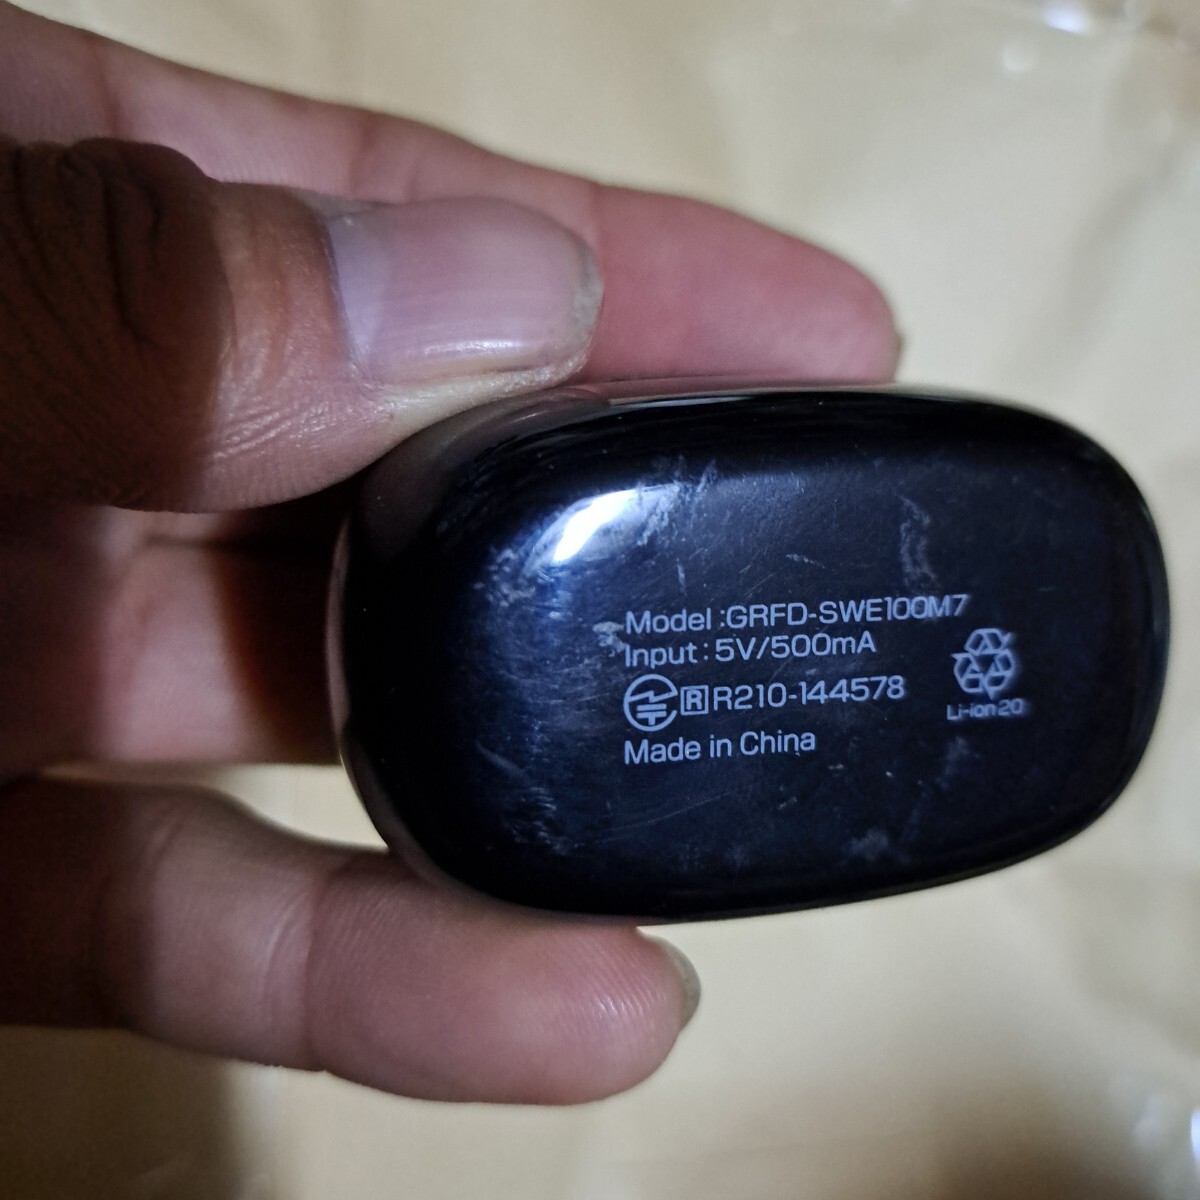 Model :GRFD-SWE100M7
Input : 5V/500mA
R R210-144578
Li-ion 20
Made in China